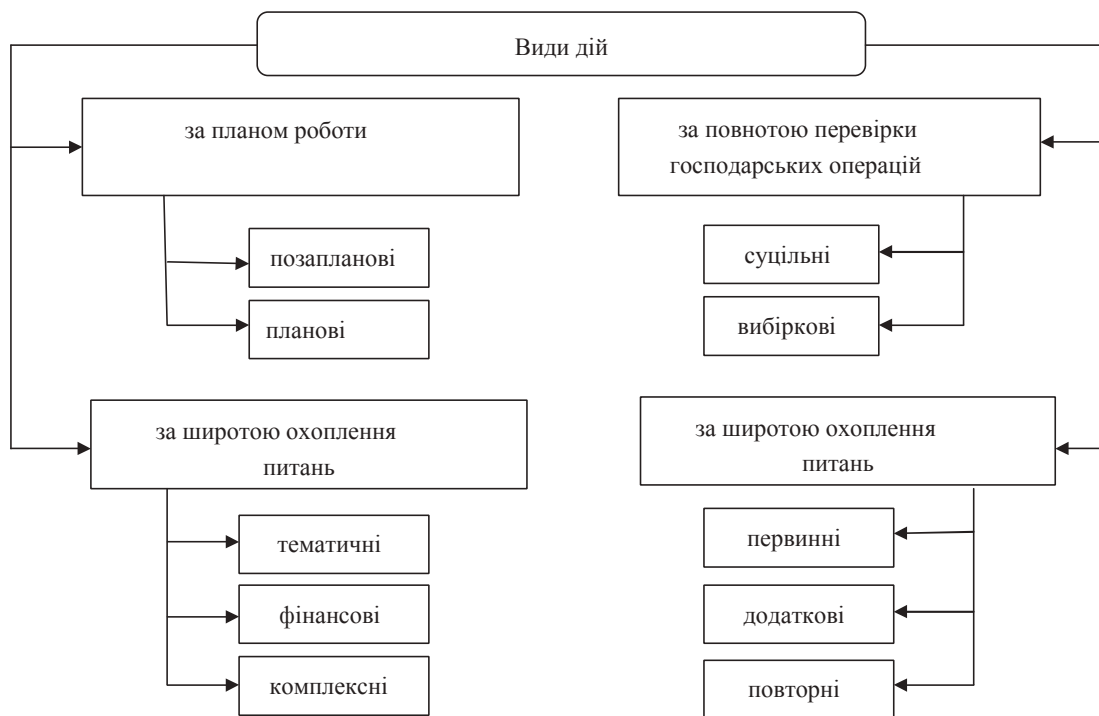 Види дій
за планом роботи
позапланові
планові
за повнотою перевірки
господарських операцій
суцільні
вибіркові
за широтою охоплення
питань
тематичні
фінансові
комплексні
за широтою охоплення
питань
первинні
додаткові
повторні